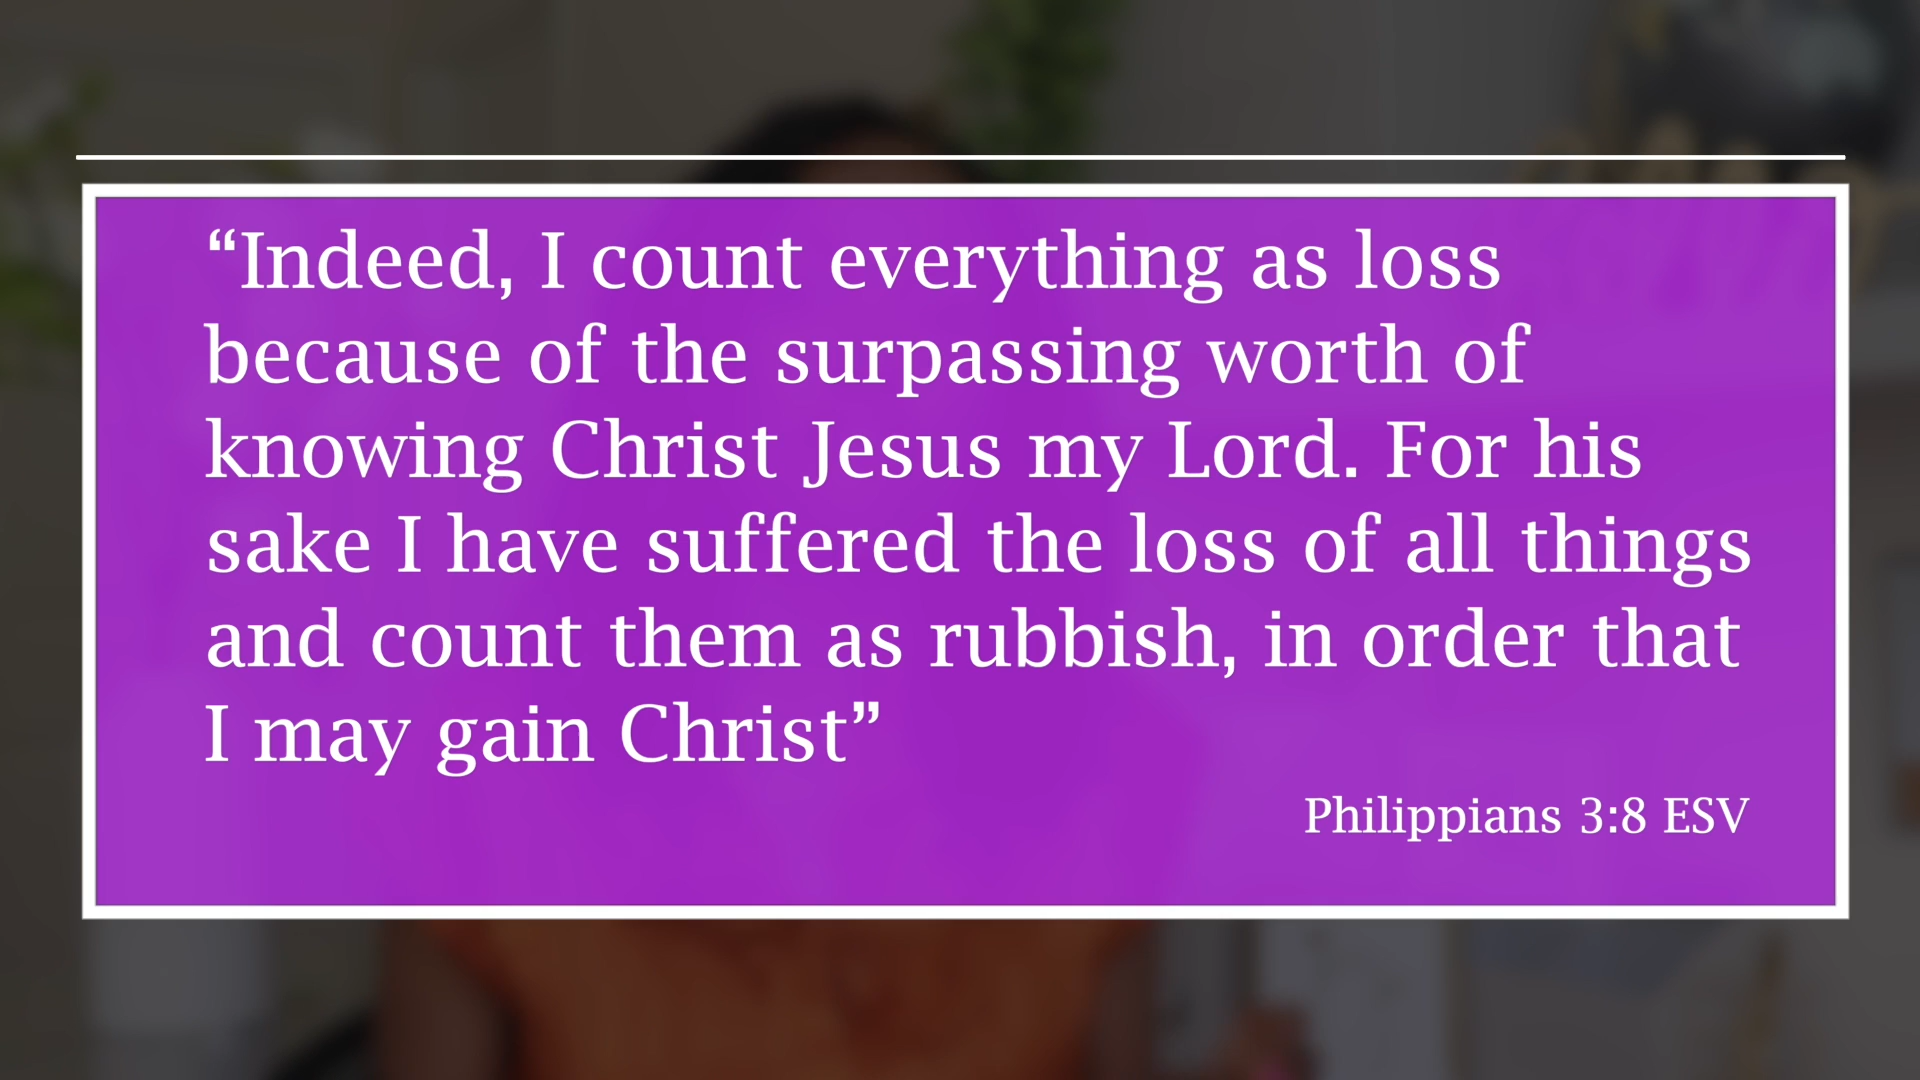 “Indeed, I count everything as loss
because of the surpassing worth of
knowing Christ Jesus my Lord. For his
sake I have suffered the loss of all things
and count them as rubbish, in order that
I may gain Christ”
Philippians 3:8 ESV